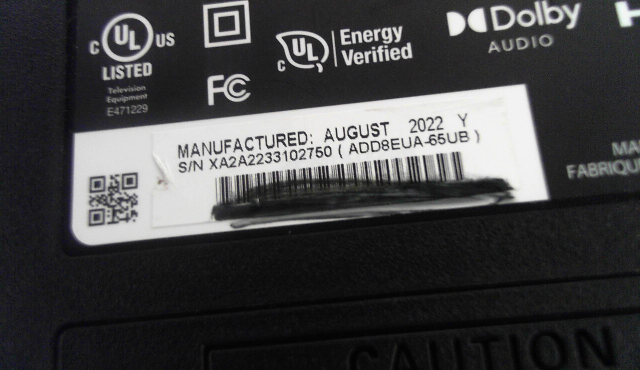 C UL US
LISTED
Television
Equipment
E471229
FC
C UL
Energy
Verified
Dolby
AUDIO
H
MANUFACTURED: AUGUST 2022 Y
S/N XA2A2233102750 ( ADD8EUA-65UB )
MA
FABRIQU
CAUTION